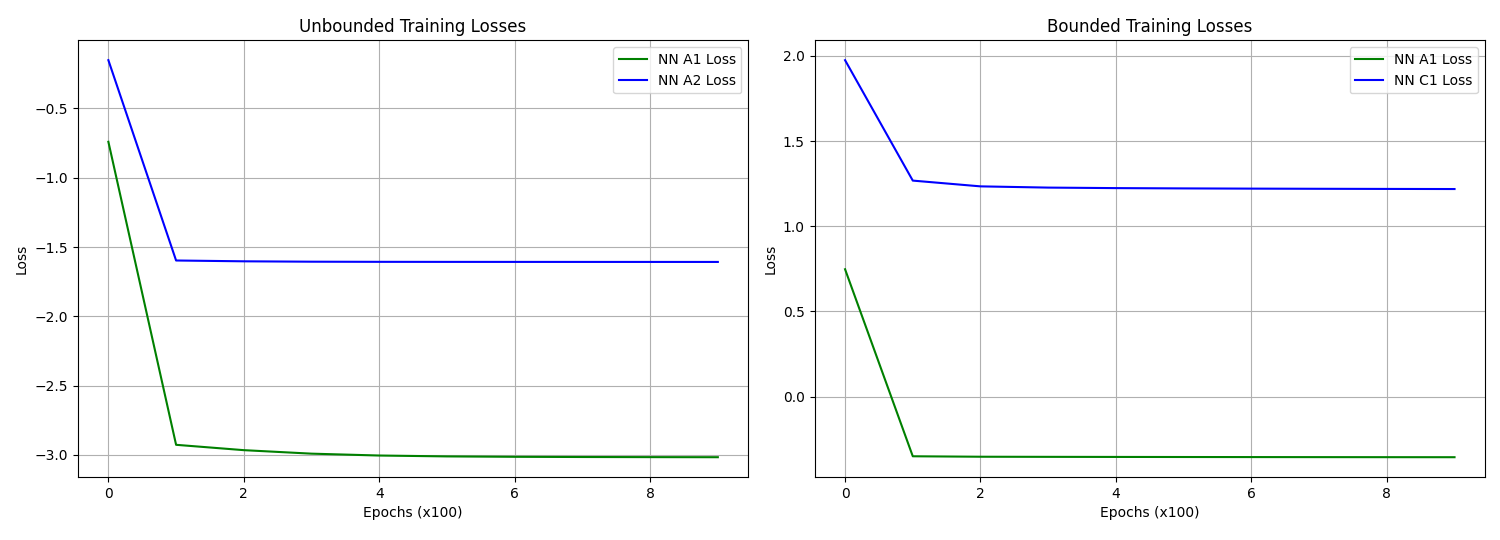 Unbounded Training Losses
NN A1 Loss
NN A2 Loss
−0.5
−1.0
−1.5
−2.0
−2.5
−3.0
Loss
0 2 4 6 8
Epochs (x100)
Bounded Training Losses
NN A1 Loss
NN C1 Loss
2.0
1.5
1.0
0.5
0.0
Loss
0 2 4 6 8
Epochs (x100)